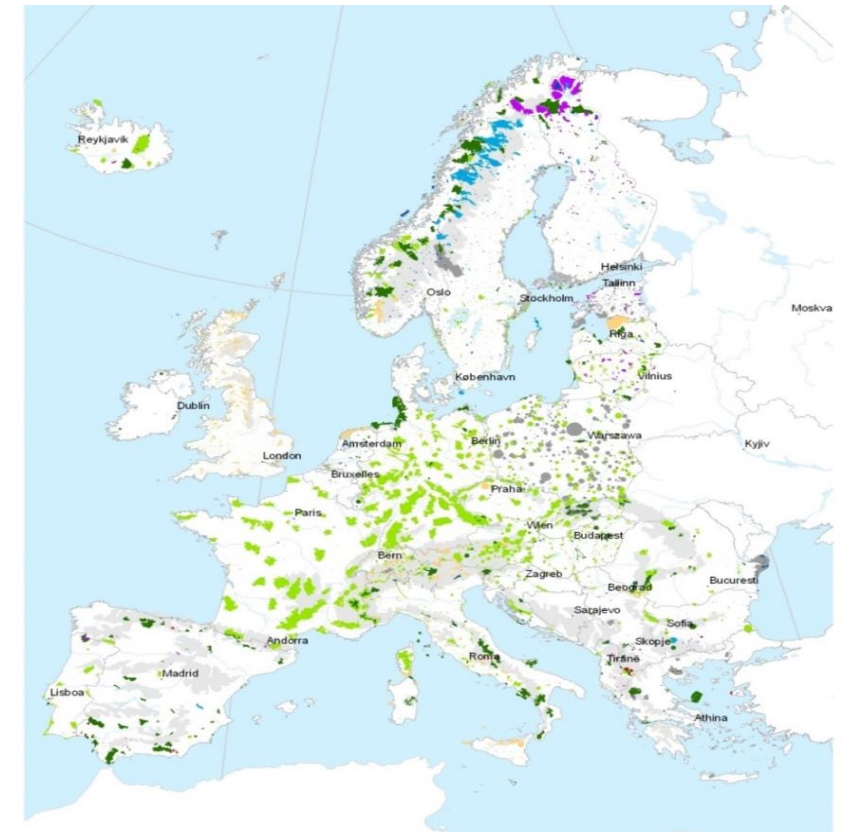 Reykjavik
Helsinki
Tallinn
Oslo
Stockholm
Moskva
Riga
København
Vilnius
Dublin
Warszawa
Amsterdam
Berlin
Kyjiv
London
Bruxelles
Praha
Paris
Wien
Budapest
Bern
Zagreb
Bucuresti
Beograd
Sarajevo
Sofia
Andorra
Skopje
Roma
Tiranë
Madrid
Lisboa
Athina